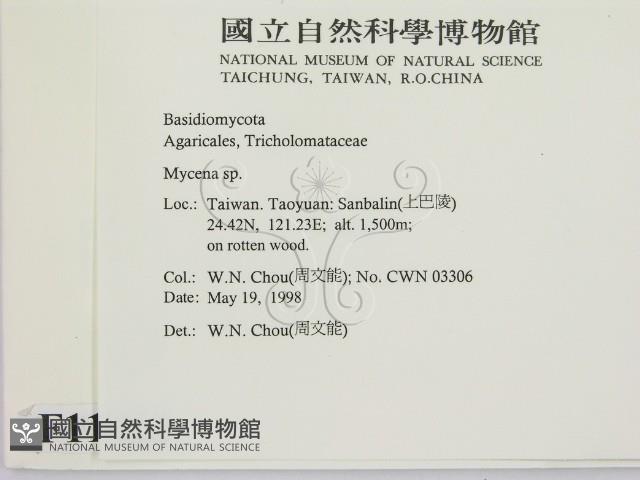 國立自然科學博物館
NATIONAL MUSEUM OF NATURAL SCIENCE
TAICHUNG, TAIWAN, R.O.CHINA
Basidiomycota
Agaricales, Tricholomataceae
Mycena sp.
Loc.: Taiwan. Taoyuan: Sanbalin(上巴陵)
24.42N, 121.23E; alt. 1,500m;
on rotten wood.
Col.: W.N. Chou(周文能); No. CWN 03306
Date: May 19, 1998
Det.: W.N. Chou(周文能)
國立自然科學博物館
NATIONAL MUSEUM OF NATURAL SCIENCE